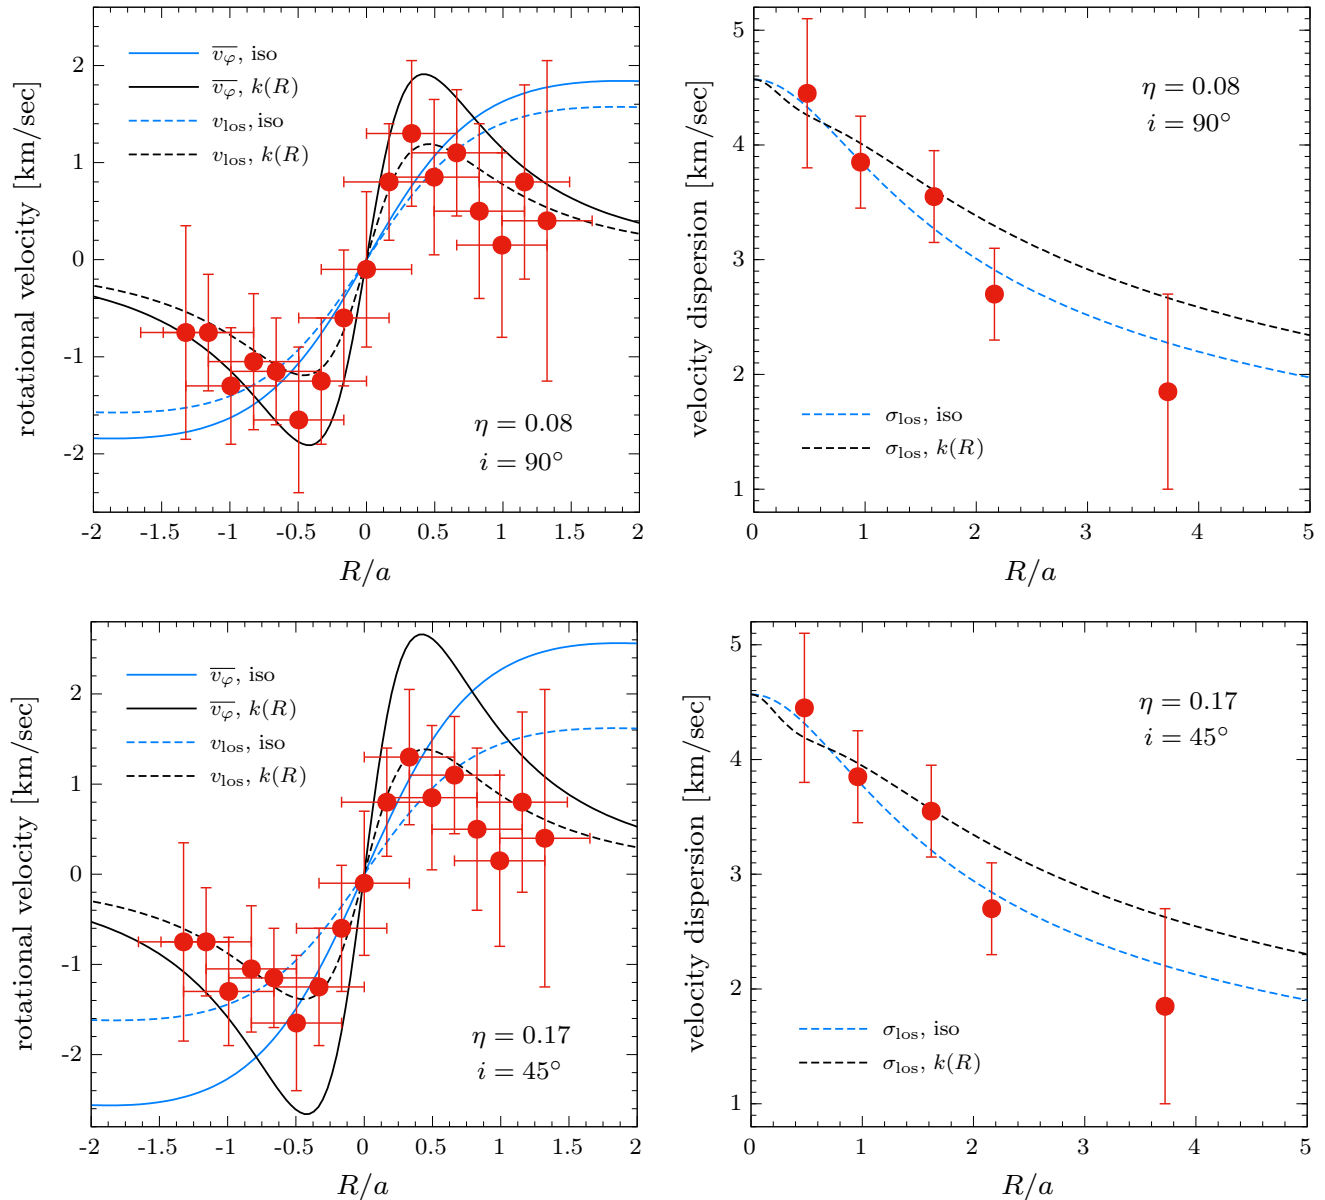 rotational velocity [km/sec]
2
1
0
-1
-2
v̅φ, iso
v̅φ, k(R)
vlos, iso
vlos, k(R)
η = 0.08
i = 90°
-2 -1.5 -1 -0.5 0 0.5 1 1.5 2
R/a
velocity dispersion [km/sec]
5
4
3
2
1
η = 0.08
i = 90°
σlos, iso
σlos, k(R)
0 1 2 3 4 5
R/a
rotational velocity [km/sec]
2
1
0
-1
-2
v̅φ, iso
v̅φ, k(R)
vlos, iso
vlos, k(R)
η = 0.17
i = 45°
-2 -1.5 -1 -0.5 0 0.5 1 1.5 2
R/a
velocity dispersion [km/sec]
5
4
3
2
1
η = 0.17
i = 45°
σlos, iso
σlos, k(R)
0 1 2 3 4 5
R/a